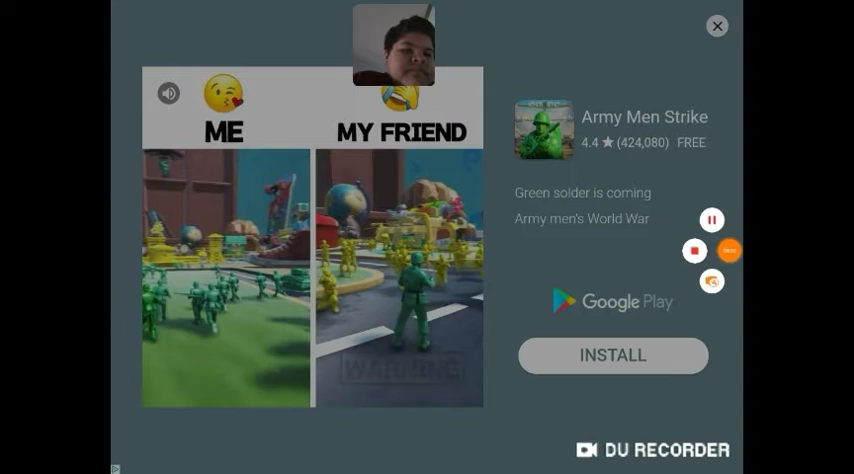 ME
MY FRIEND
Army Men Strike
4.4 ★ (424,080) FREE
Green solder is coming
Army men's World War
Google Play
WARNING
INSTALL
DU RECORDER